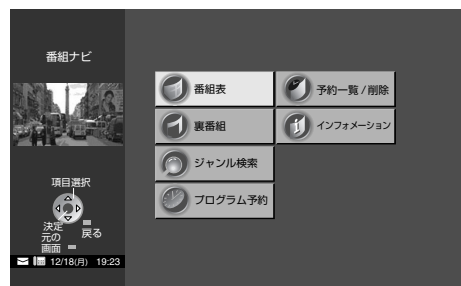 番組ナビ
番組表
裏番組
ジャンル検索
プログラム予約
予約一覧/削除
インフォメーション
項目選択
決定
元の
画面
戻る
12/18(月) 19:23